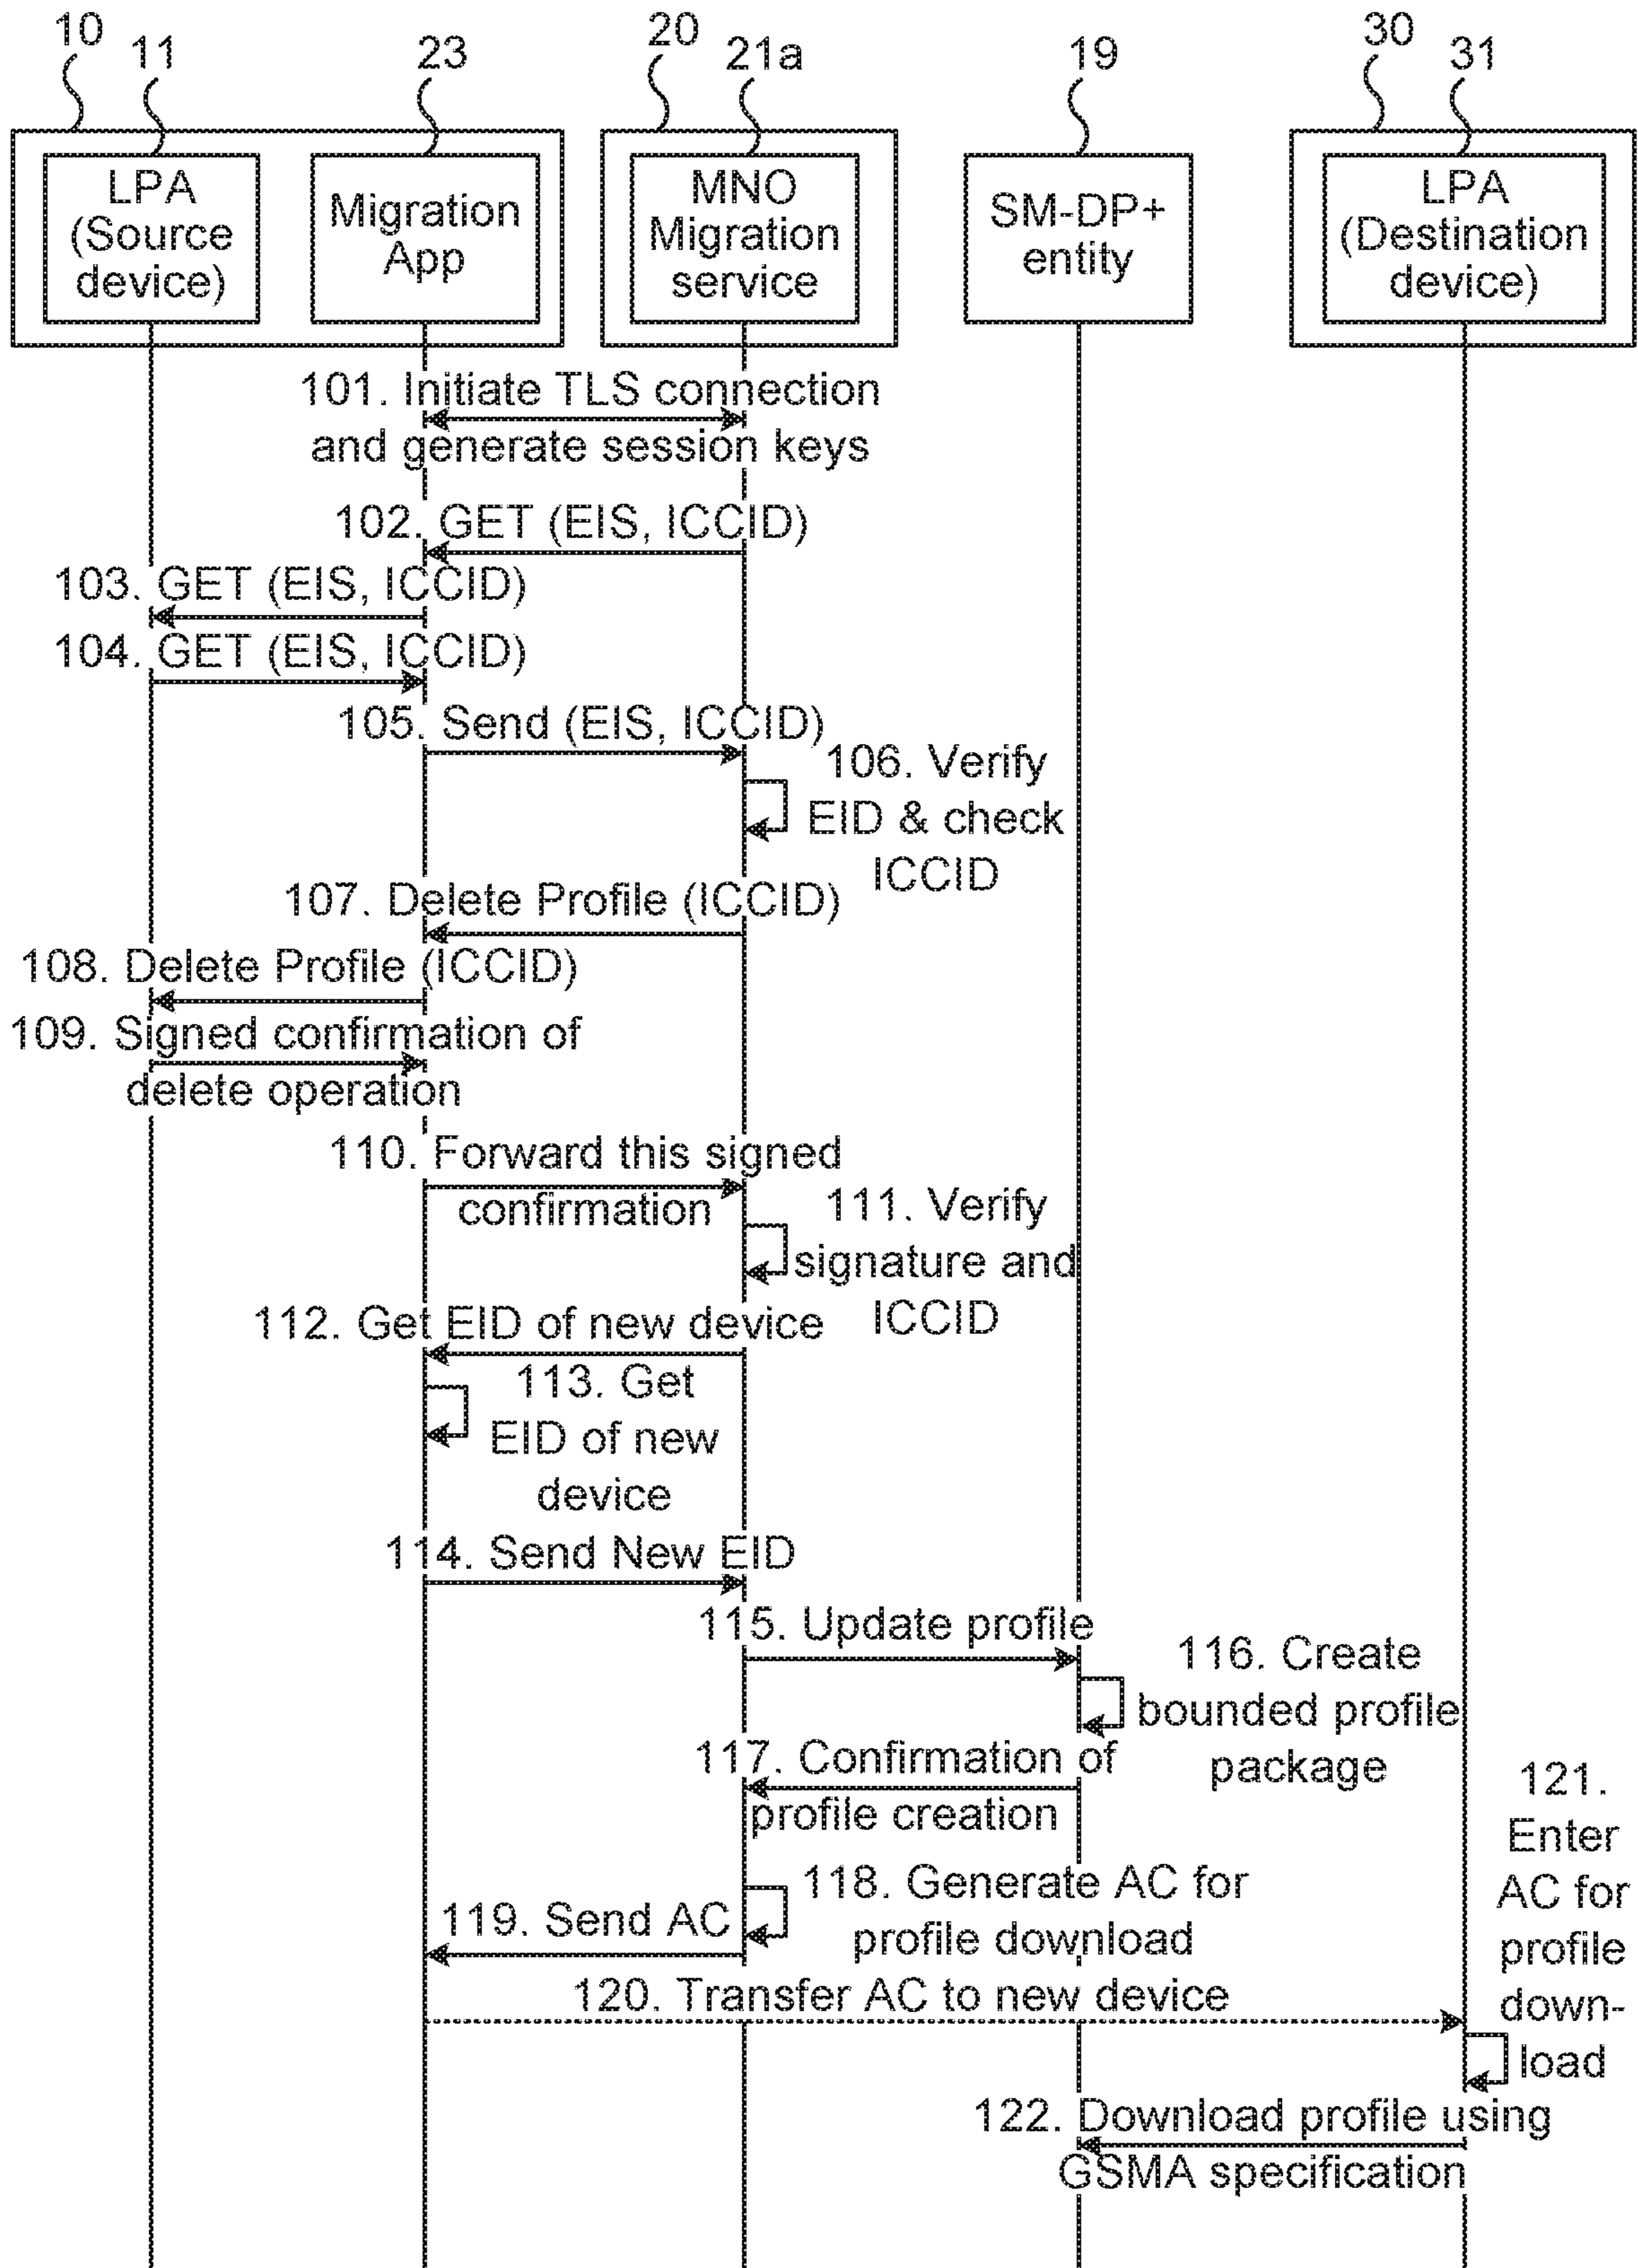 10
11
23
20
21a
19
30
31
LPA
(Source
device)
Migration
App
MNO
Migration
service
SM-DP+
entity
LPA
(Destination
device)
101. Initiate TLS connection
and generate session keys
102. GET (EIS, ICCID)
103. GET (EIS, ICCID)
104. GET (EIS, ICCID)
105. Send (EIS, ICCID)
106. Verify
EID & check
ICCID
107. Delete Profile (ICCID)
108. Delete Profile (ICCID)
109. Signed confirmation of
delete operation
110. Forward this signed
confirmation
111. Verify
signature and
ICCID
112. Get EID of new device
113. Get
EID of new
device
114. Send New EID
115. Update profile
116. Create
bounded profile
package
117. Confirmation of
profile creation
118. Generate AC for
profile download
119. Send AC
120. Transfer AC to new device
121.
Enter
AC for
profile
down-
load
122. Download profile using
GSMA specification